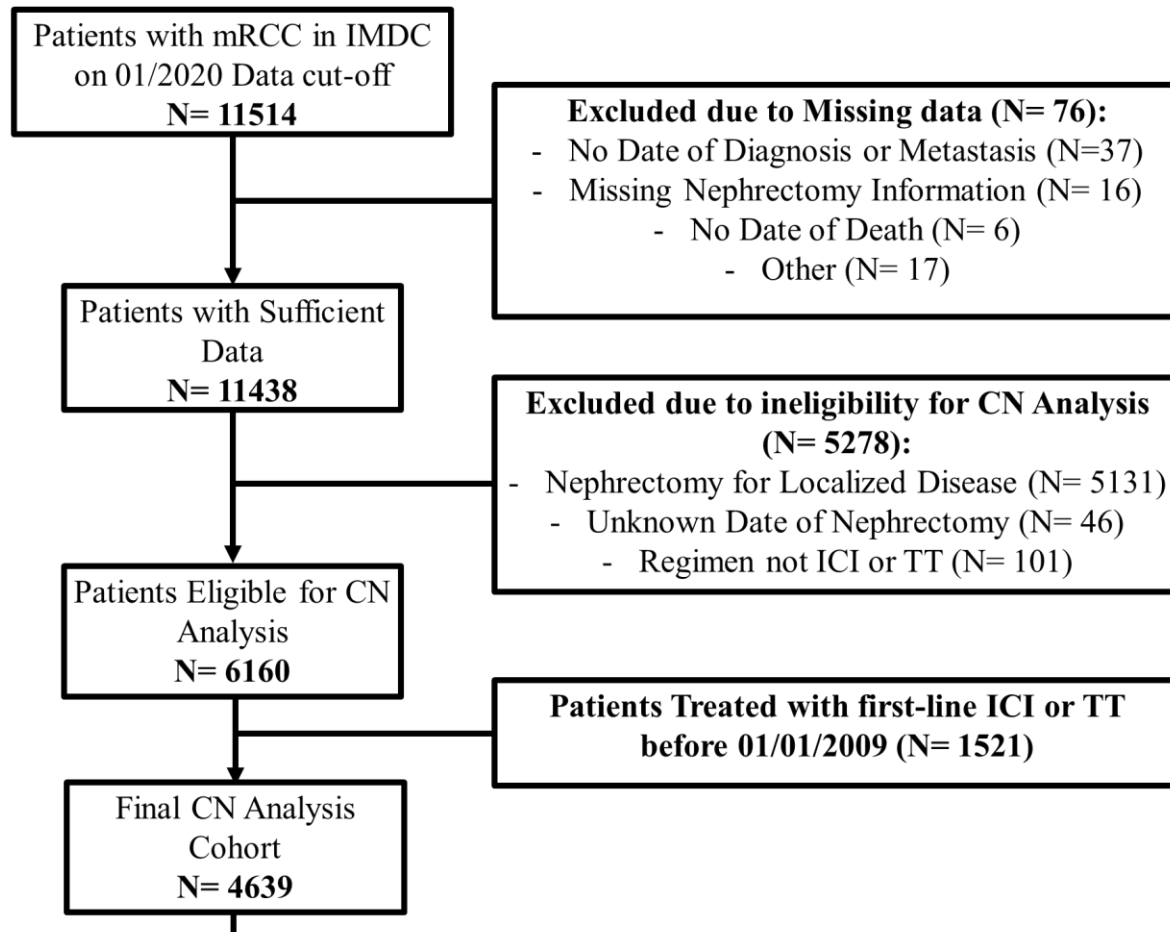 Patients with mRCC in IMDC
on 01/2020 Data cut-off
N= 11514
Excluded due to Missing data (N= 76):
- No Date of Diagnosis or Metastasis (N=37)
- Missing Nephrectomy Information (N= 16)
- No Date of Death (N= 6)
- Other (N= 17)
Patients with Sufficient
Data
N= 11438
Excluded due to ineligibility for CN Analysis
(N= 5278):
- Nephrectomy for Localized Disease (N= 5131)
- Unknown Date of Nephrectomy (N= 46)
- Regimen not ICI or TT (N= 101)
Patients Eligible for CN
Analysis
N= 6160
Patients Treated with first-line ICI or TT
before 01/01/2009 (N= 1521)
Final CN Analysis
Cohort
N= 4639